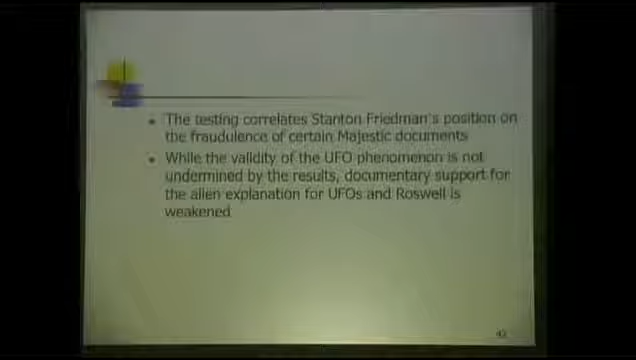 The testing correlates Stanton Friedman's position on
the fraudulence of certain Majestic documents
While the validity of the UFO phenomenon is not
undermined by the results, documentary support for
the alien explanation for UFOs and Roswell is
weakened
42